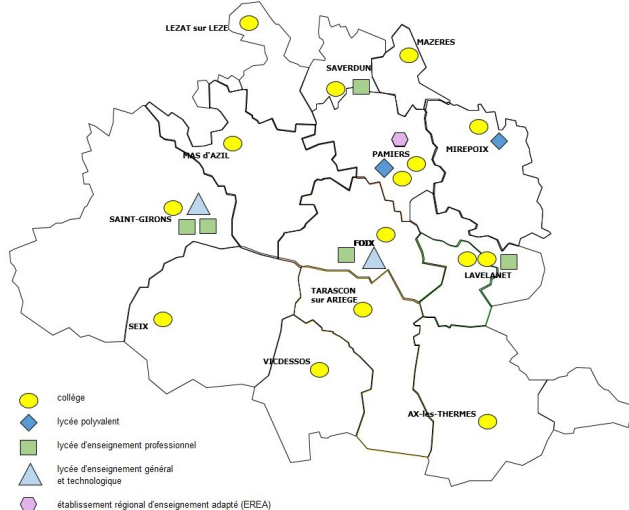 LEZAT sur LEZE
MAZERES
SAVERDUN
MAS d'AZIL
PAMIERS
MIREPOIX
SAINT-GIRONS
FOIX
LAVELANET
TARASCON
sur ARIEGE
SEIX
VICDESSOS
AX-les-THERMES
collége
lycée polyvalent
lycée d'enseignement professionnel
lycée d'enseignement général
et technologique
établissement régional d'enseignement adapté (EREA)